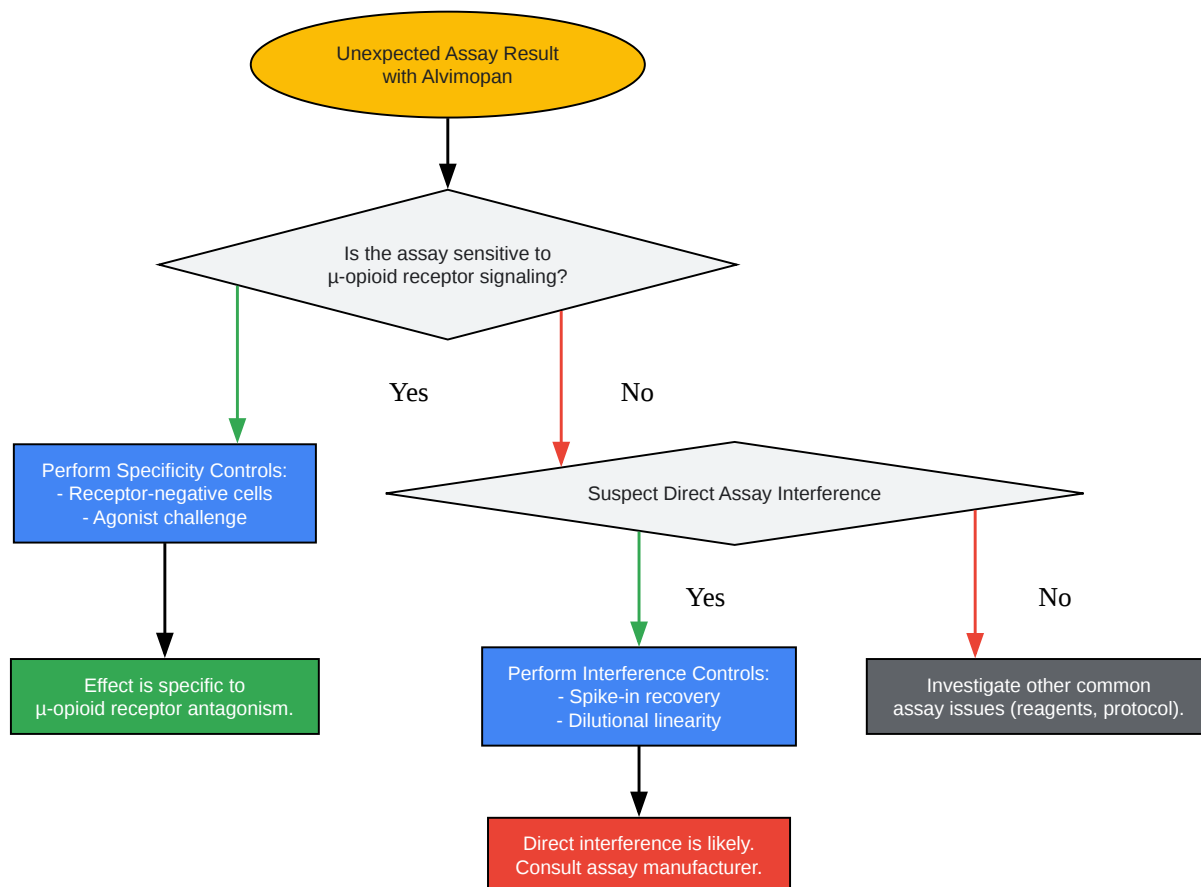 Unexpected Assay Result
with Alvimopan
Is the assay sensitive to
µ-opioid receptor signaling?
Yes
No
Perform Specificity Controls:
- Receptor-negative cells
- Agonist challenge
Suspect Direct Assay Interference
Yes
No
Effect is specific to
µ-opioid receptor antagonism.
Perform Interference Controls:
- Spike-in recovery
- Dilutional linearity
Investigate other common
assay issues (reagents, protocol).
Direct interference is likely.
Consult assay manufacturer.